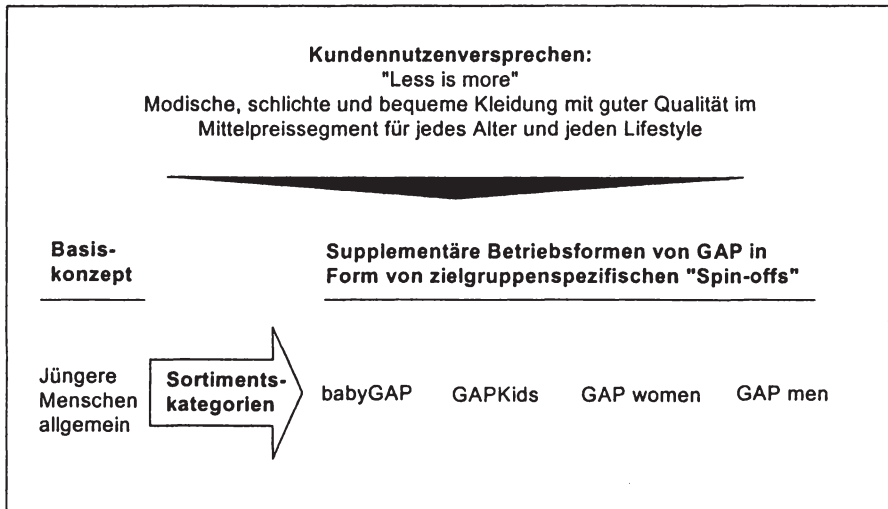 Kundennutzenversprechen:
"Less is more"
Modische, schlichte und bequeme Kleidung mit guter Qualität im
Mittelpreissegment für jedes Alter und jeden Lifestyle
Basis-
konzept
Supplementäre Betriebsformen von GAP in
Form von zielgruppenspezifischen "Spin-offs"
Jüngere
Menschen
allgemein
Sortiments-
kategorien
babyGAP GAPKids GAP women GAP men